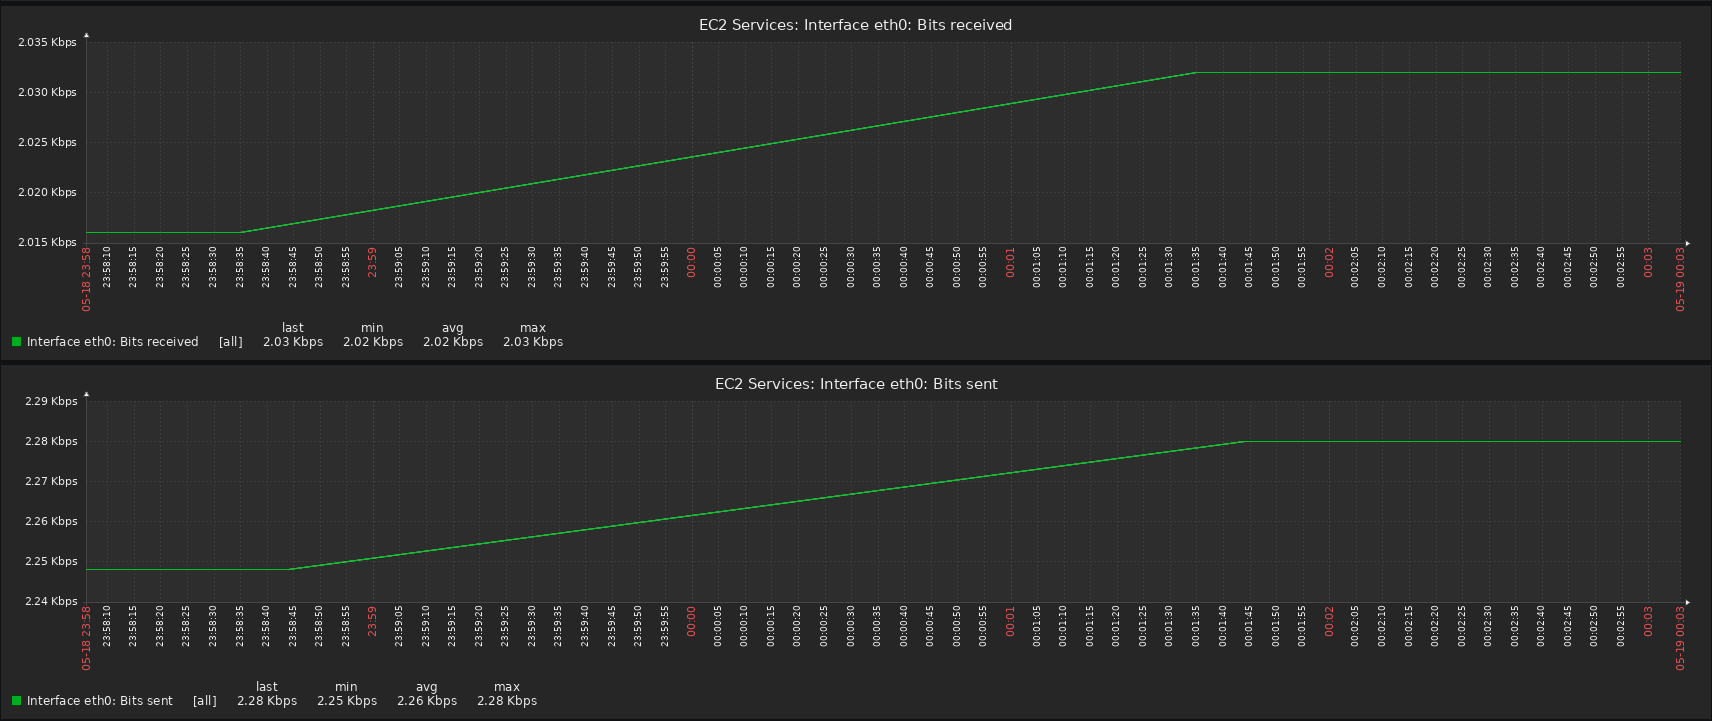 EC2 Services: Interface eth0: Bits received
2.035 Kbps
2.030 Kbps
2.025 Kbps
2.020 Kbps
2.015 Kbps
05-18 23:58 23:58:10 23:58:15 23:58:20 23:58:25 23:58:30 23:58:35 23:58:40 23:58:45 23:58:50 23:58:55 23:59 23:59:05 23:59:10 23:59:15 23:59:20 23:59:25 23:59:30 23:59:35 23:59:40 23:59:45 23:59:50 23:59:55 00:00 00:00:05 00:00:10 00:00:15 00:00:20 00:00:25 00:00:30 00:00:35 00:00:40 00:00:45 00:00:50 00:00:55 00:01 00:01:05 00:01:10 00:01:15 00:01:20 00:01:25 00:01:30 00:01:35 00:01:40 00:01:45 00:01:50 00:01:55 00:02 00:02:05 00:02:10 00:02:15 00:02:20 00:02:25 00:02:30 00:02:35 00:02:40 00:02:45 00:02:50 00:02:55 00:03 05-19 00:03
last min avg max
Interface eth0: Bits received [all] 2.03 Kbps 2.02 Kbps 2.02 Kbps 2.03 Kbps
EC2 Services: Interface eth0: Bits sent
2.29 Kbps
2.28 Kbps
2.27 Kbps
2.26 Kbps
2.25 Kbps
2.24 Kbps
05-18 23:58 23:58:10 23:58:15 23:58:20 23:58:25 23:58:30 23:58:35 23:58:40 23:58:45 23:58:50 23:58:55 23:59 23:59:05 23:59:10 23:59:15 23:59:20 23:59:25 23:59:30 23:59:35 23:59:40 23:59:45 23:59:50 23:59:55 00:00 00:00:05 00:00:10 00:00:15 00:00:20 00:00:25 00:00:30 00:00:35 00:00:40 00:00:45 00:00:50 00:00:55 00:01 00:01:05 00:01:10 00:01:15 00:01:20 00:01:25 00:01:30 00:01:35 00:01:40 00:01:45 00:01:50 00:01:55 00:02 00:02:05 00:02:10 00:02:15 00:02:20 00:02:25 00:02:30 00:02:35 00:02:40 00:02:45 00:02:50 00:02:55 00:03 05-19 00:03
last min avg max
Interface eth0: Bits sent [all] 2.28 Kbps 2.25 Kbps 2.26 Kbps 2.28 Kbps